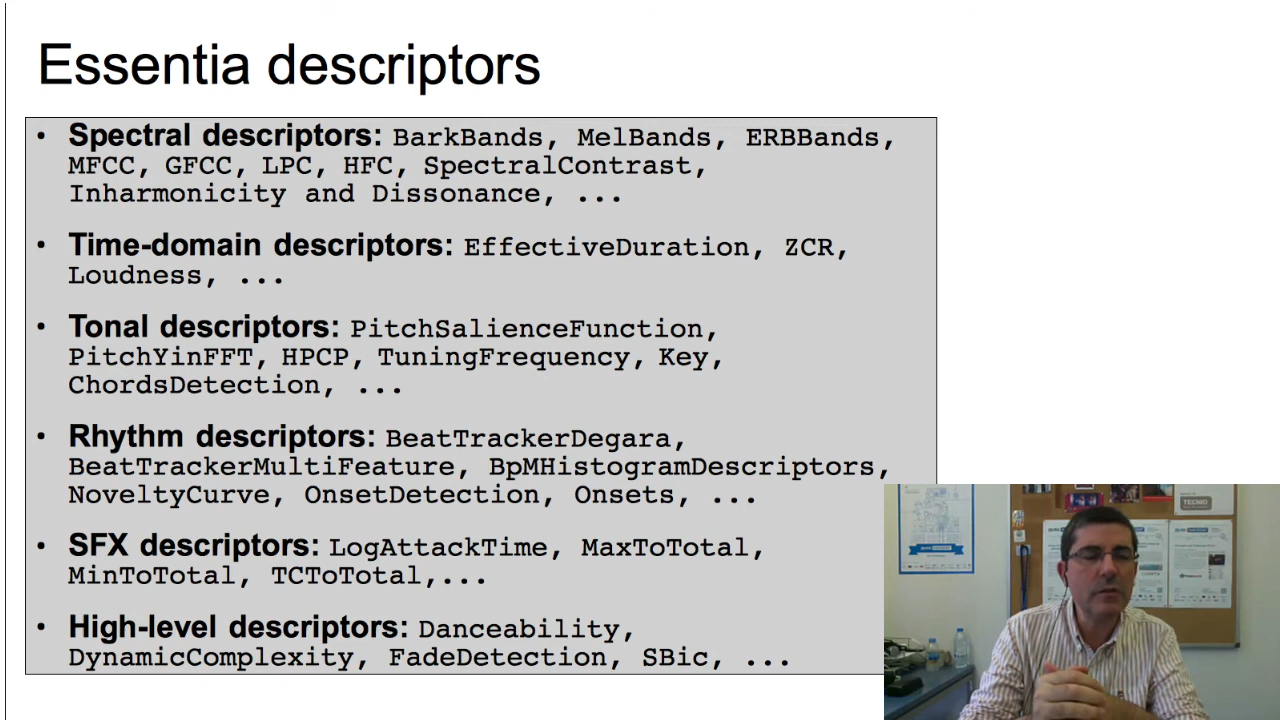 Essentia descriptors
• Spectral descriptors: BarkBands, MelBands, ERBBands,
MFCC, GFCC, LPC, HFC, SpectralContrast,
Inharmonicity and Dissonance, ...
• Time-domain descriptors: EffectiveDuration, ZCR,
Loudness, ...
• Tonal descriptors: PitchSalienceFunction,
PitchYinFFT, HPCP, TuningFrequency, Key,
ChordsDetection, ...
• Rhythm descriptors: BeatTrackerDegara,
BeatTrackerMultiFeature, BpMHistogramDescriptors,
NoveltyCurve, OnsetDetection, Onsets, ...
• SFX descriptors: LogAttackTime, MaxToTotal,
MinToTotal, TCToTotal,...
• High-level descriptors: Danceability,
DynamicComplexity, FadeDetection, SBic, ...
TECNIO